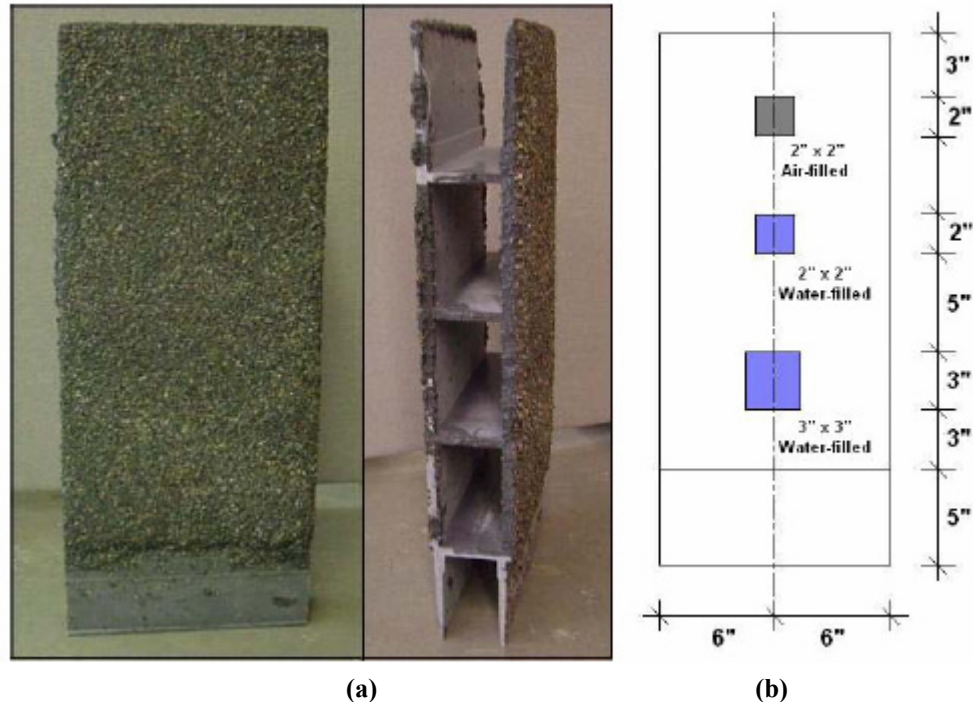 3"
2"
2" x 2"
Air-filled
2"
2" x 2"
Water-filled
5"
3"
3" x 3"
Water-filled
3"
5"
6" 6"
(a) (b)